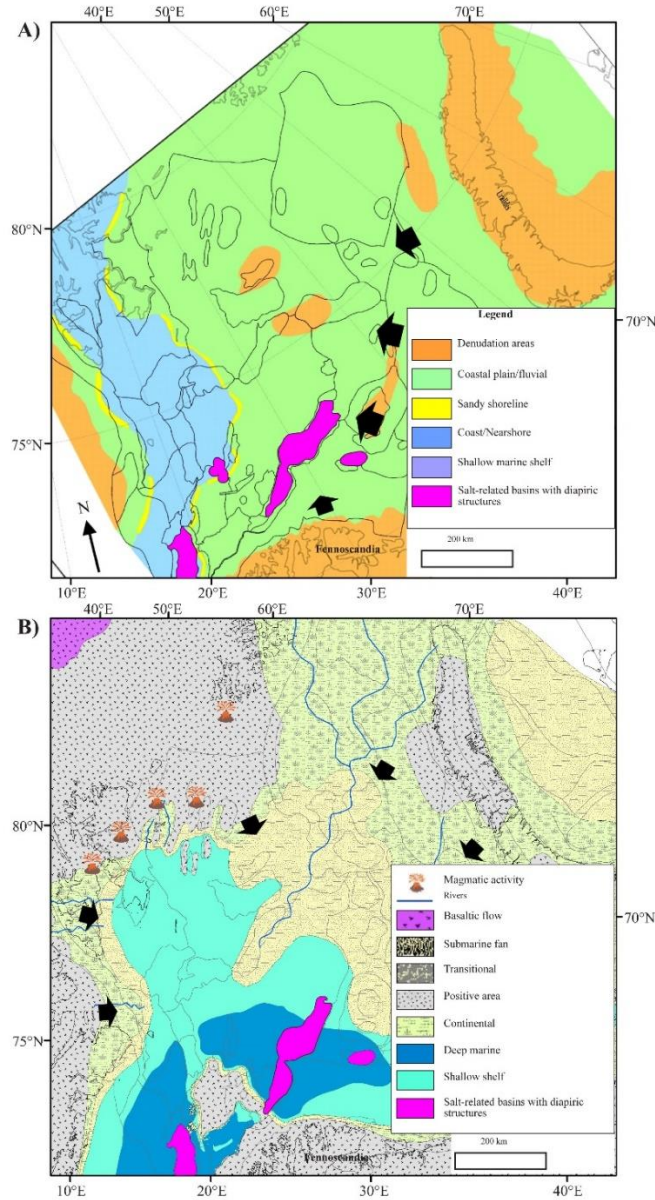 40°E 50°E 60°E 70°E
A)
80°N
70°N
75°N
N
Fennoscandia
Legend
Denudation areas
Coastal plain/fluvial
Sandy shoreline
Coast/Nearshore
Shallow marine shelf
Salt-related basins with diapiric
structures
200 km
10°E 20°E 30°E 40°E
40°E 50°E 60°E 70°E
B)
80°N
70°N
75°N
Fennoscandia
Magmatic activity
Rivers
Basaltic flow
Submarine fan
Transitional
Positive area
Continental
Deep marine
Shallow shelf
Salt-related basins with diapiric
structures
200 km
10°E 20°E 30°E 40°E